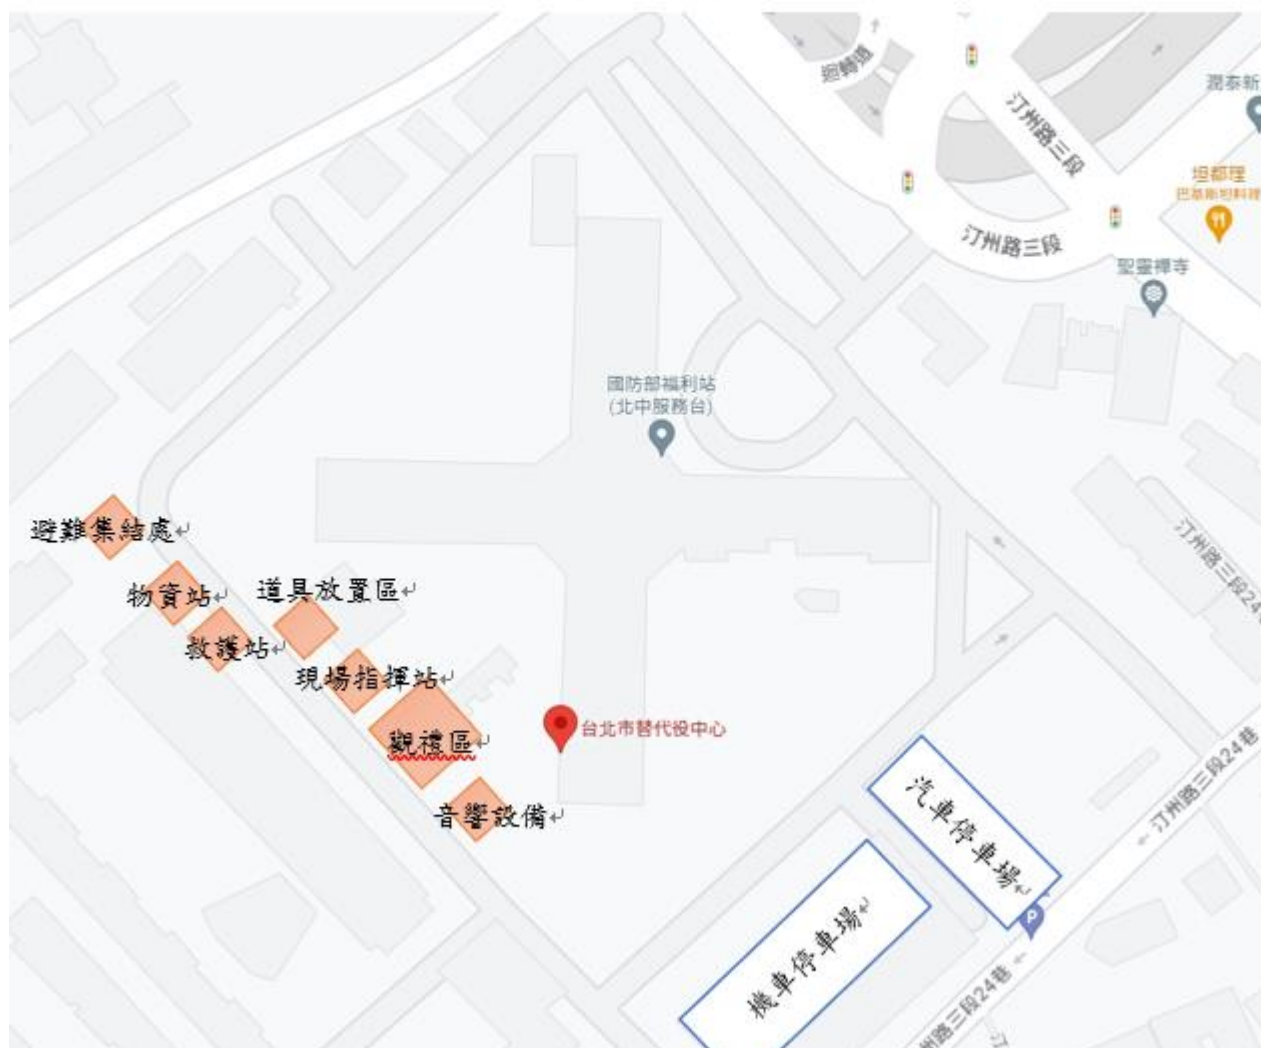 迴轉道
汀州路三段
潤泰新
坦都理
巴基斯坦料理
汀州路三段
聖靈禪寺
國防部福利站
(北中服務台)
避難集結處
物資站
道具放置區
救護站
現場指揮站
觀禮區
台北市替代役中心
音響設備
汀州路三段24
汽車停車場
汀州路三段24巷
P
機車停車場
州路三段24巷